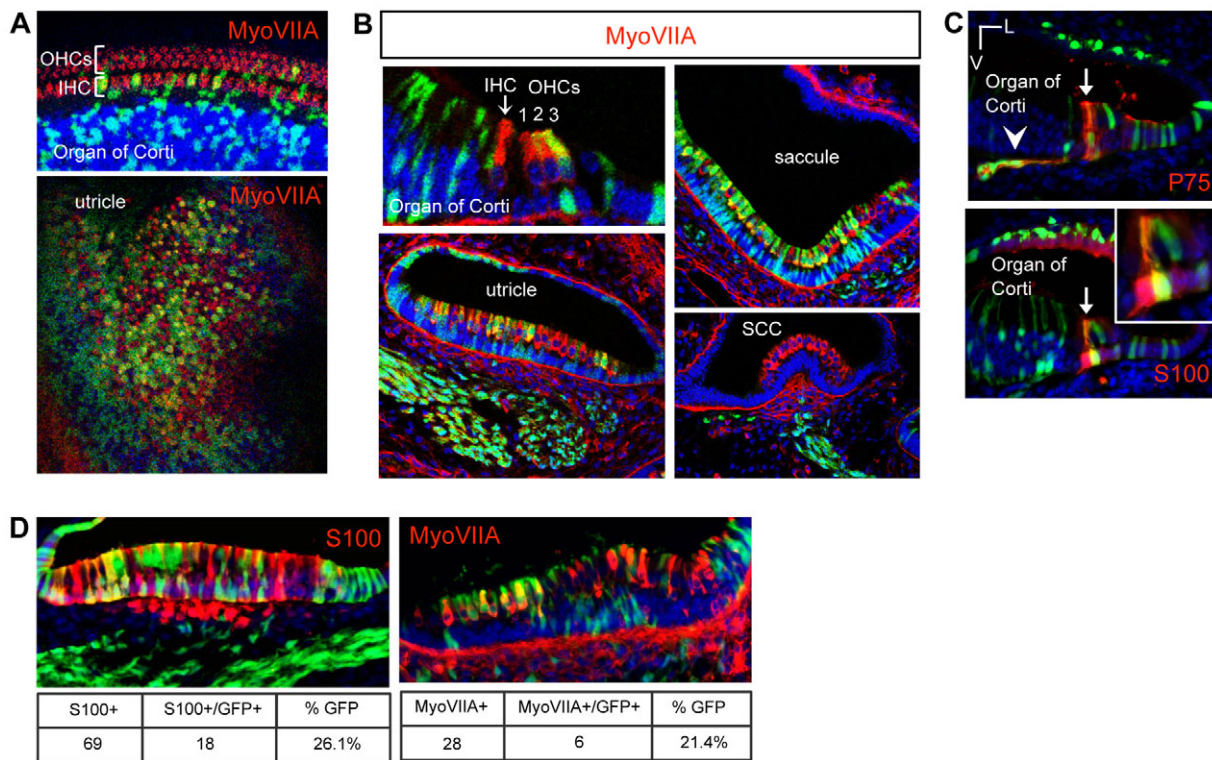 A
MyoVIIA
OHCs
IHC
Organ of Corti
MyoVIIA
utricle
B
MyoVIIA
IHC
OHCs
1 2 3
Organ of Corti
saccule
utricle
SCC
C
L
V
Organ of
Corti
P75
Organ of
Corti
S100
D
S100
S100+ S100+/GFP+ % GFP
69 18 26.1%
MyoVIIA
MyoVIIA+ MyoVIIA+/GFP+ % GFP
28 6 21.4%